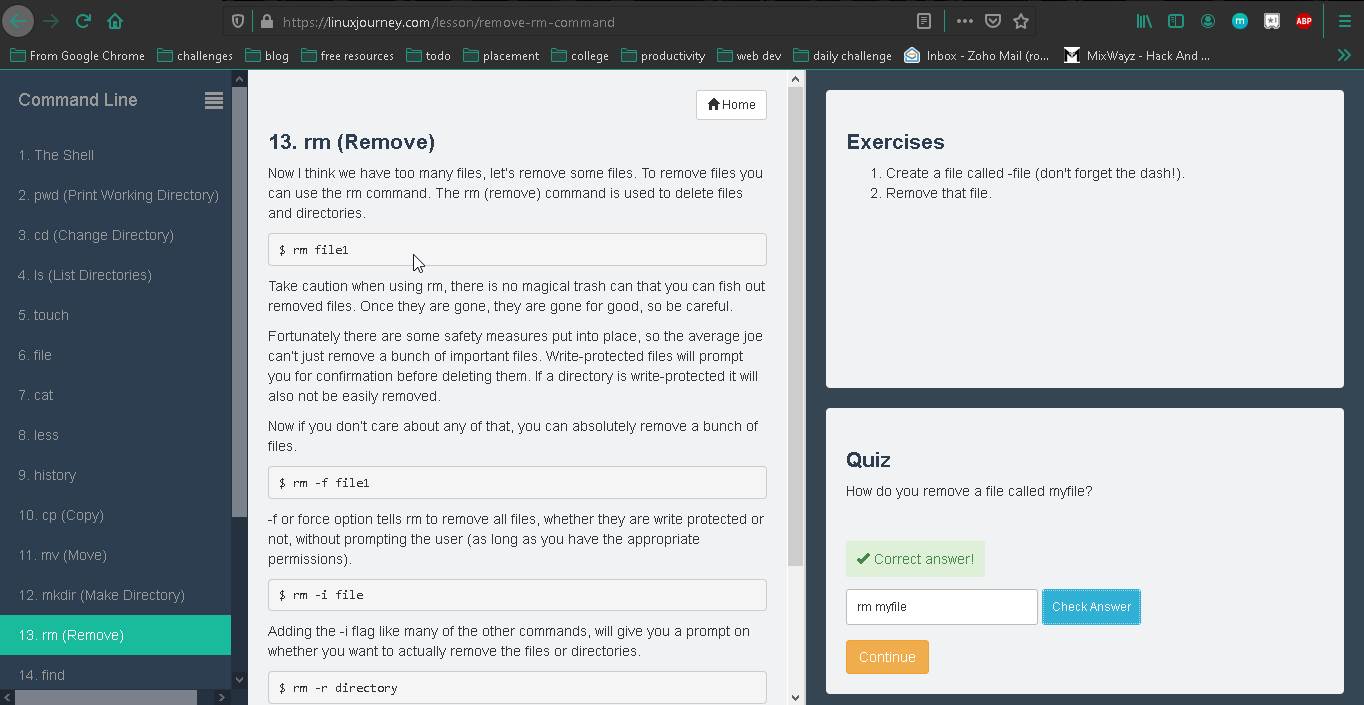 https://linuxjourney.com/lesson/remove-rm-command
m
ABP
From Google Chrome challenges blog free resources todo placement college productivity web dev daily challenge Inbox - Zoho Mail (ro... MixWayz - Hack And ...
Command Line
1. The Shell
2. pwd (Print Working Directory)
3. cd (Change Directory)
4. ls (List Directories)
5. touch
6. file
7. cat
8. less
9. history
10. cp (Copy)
11. mv (Move)
12. mkdir (Make Directory)
13. rm (Remove)
14. find
Home
13. rm (Remove)
Now I think we have too many files, let's remove some files. To remove files you
can use the rm command. The rm (remove) command is used to delete files
and directories.
$ rm file1
Take caution when using rm, there is no magical trash can that you can fish out
removed files. Once they are gone, they are gone for good, so be careful.
Fortunately there are some safety measures put into place, so the average joe
can't just remove a bunch of important files. Write-protected files will prompt
you for confirmation before deleting them. If a directory is write-protected it will
also not be easily removed.
Now if you don't care about any of that, you can absolutely remove a bunch of
files.
$ rm -f file1
-f or force option tells rm to remove all files, whether they are write protected or
not, without prompting the user (as long as you have the appropriate
permissions).
$ rm -i file
Adding the -i flag like many of the other commands, will give you a prompt on
whether you want to actually remove the files or directories.
$ rm -r directory
Exercises
1. Create a file called -file (don't forget the dash!).
2. Remove that file.
Quiz
How do you remove a file called myfile?
Correct answer!
rm myfile
Check Answer
Continue